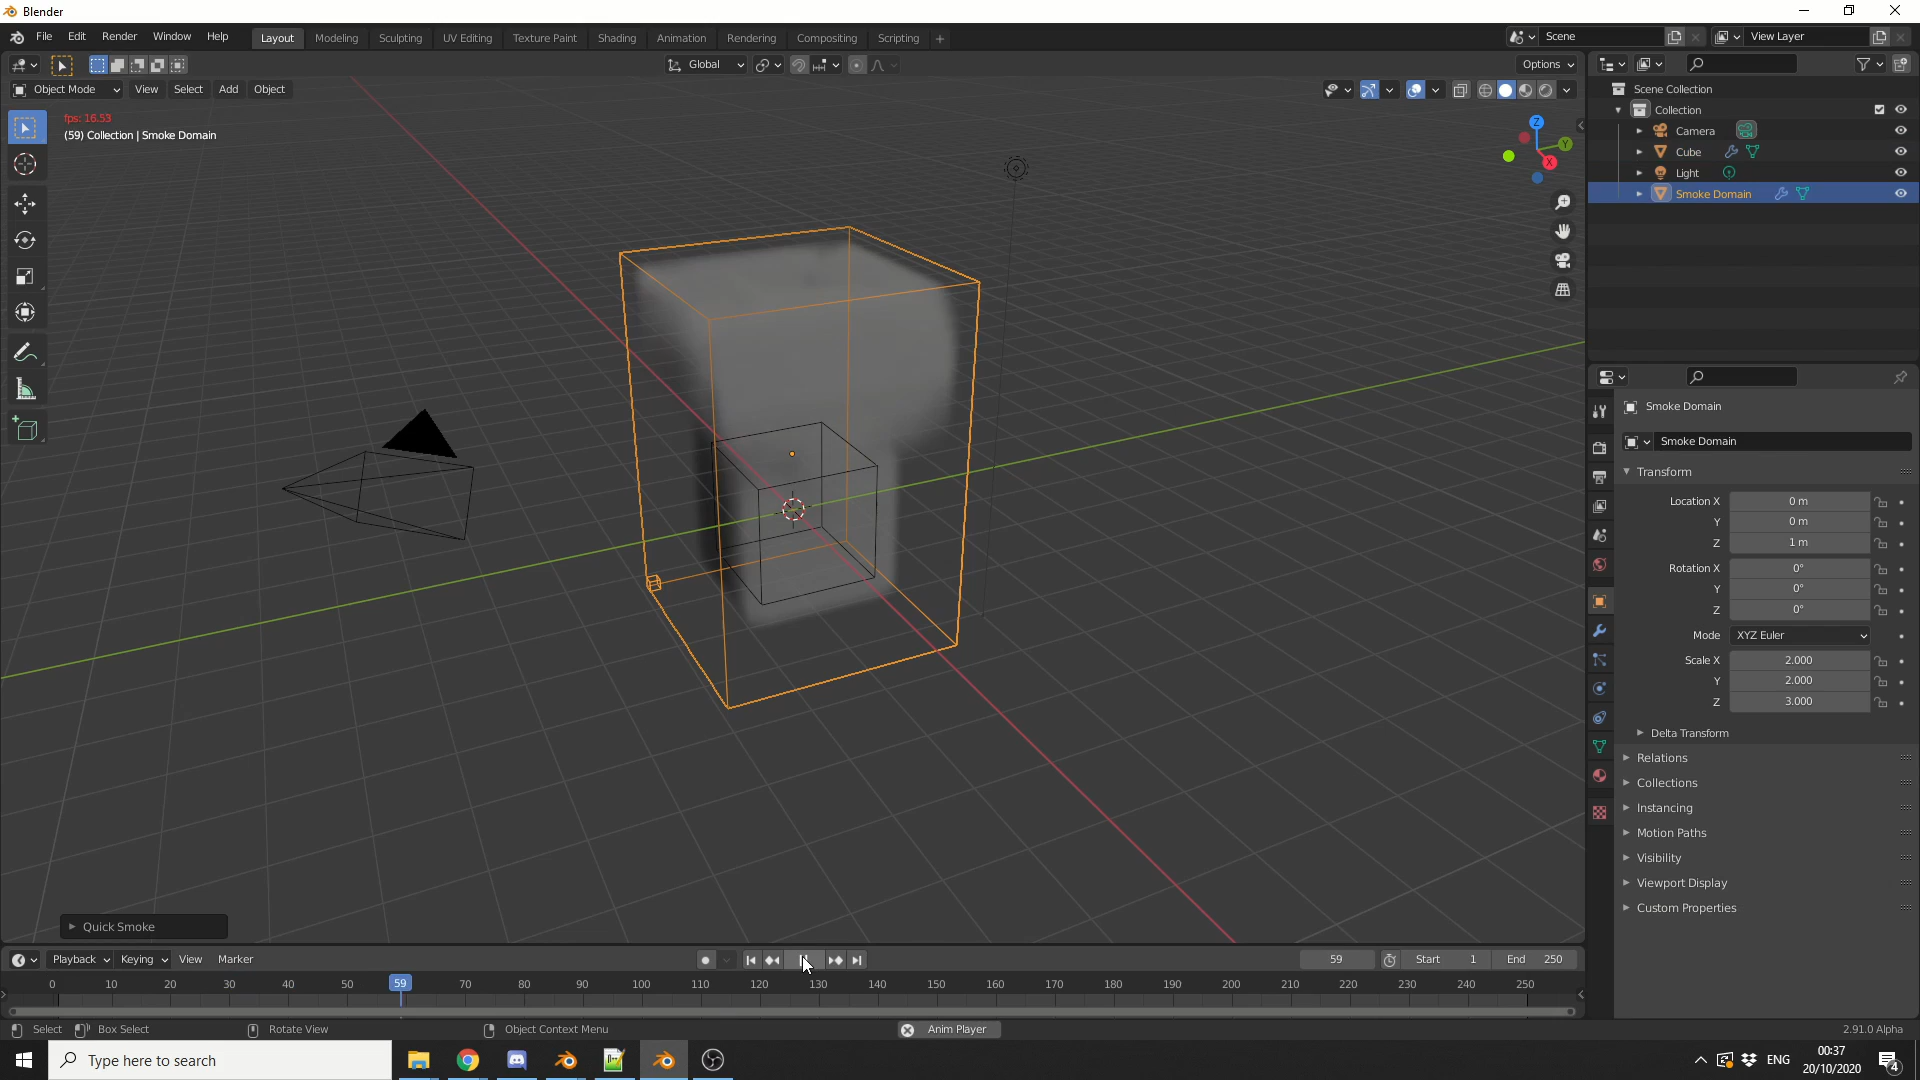 Blender
File Edit Render Window Help Layout Modeling Sculpting UV Editing Texture Paint Shading Animation Rendering Compositing Scripting + Scene View Layer
Global Options
Object Mode View Select Add Object
fps: 16.53
(59) Collection | Smoke Domain
Z
Y
X
Scene Collection
Collection
Camera
Cube
Light
Smoke Domain
Smoke Domain
Smoke Domain
Transform
Location X 0 m
Y 0 m
Z 1 m
Rotation X 0°
Y 0°
Z 0°
Mode XYZ Euler
Scale X 2.000
Y 2.000
Z 3.000
Delta Transform
Relations
Collections
Instancing
Motion Paths
Visibility
Viewport Display
Custom Properties
Quick Smoke
Playback Keying View Marker 59 Start 1 End 250
0 10 20 30 40 50 59 70 80 90 100 110 120 130 140 150 160 170 180 190 200 210 220 230 240 250
Select Box Select Rotate View Object Context Menu Anim Player 2.91.0 Alpha
Type here to search
ENG
00:37
20/10/2020
4